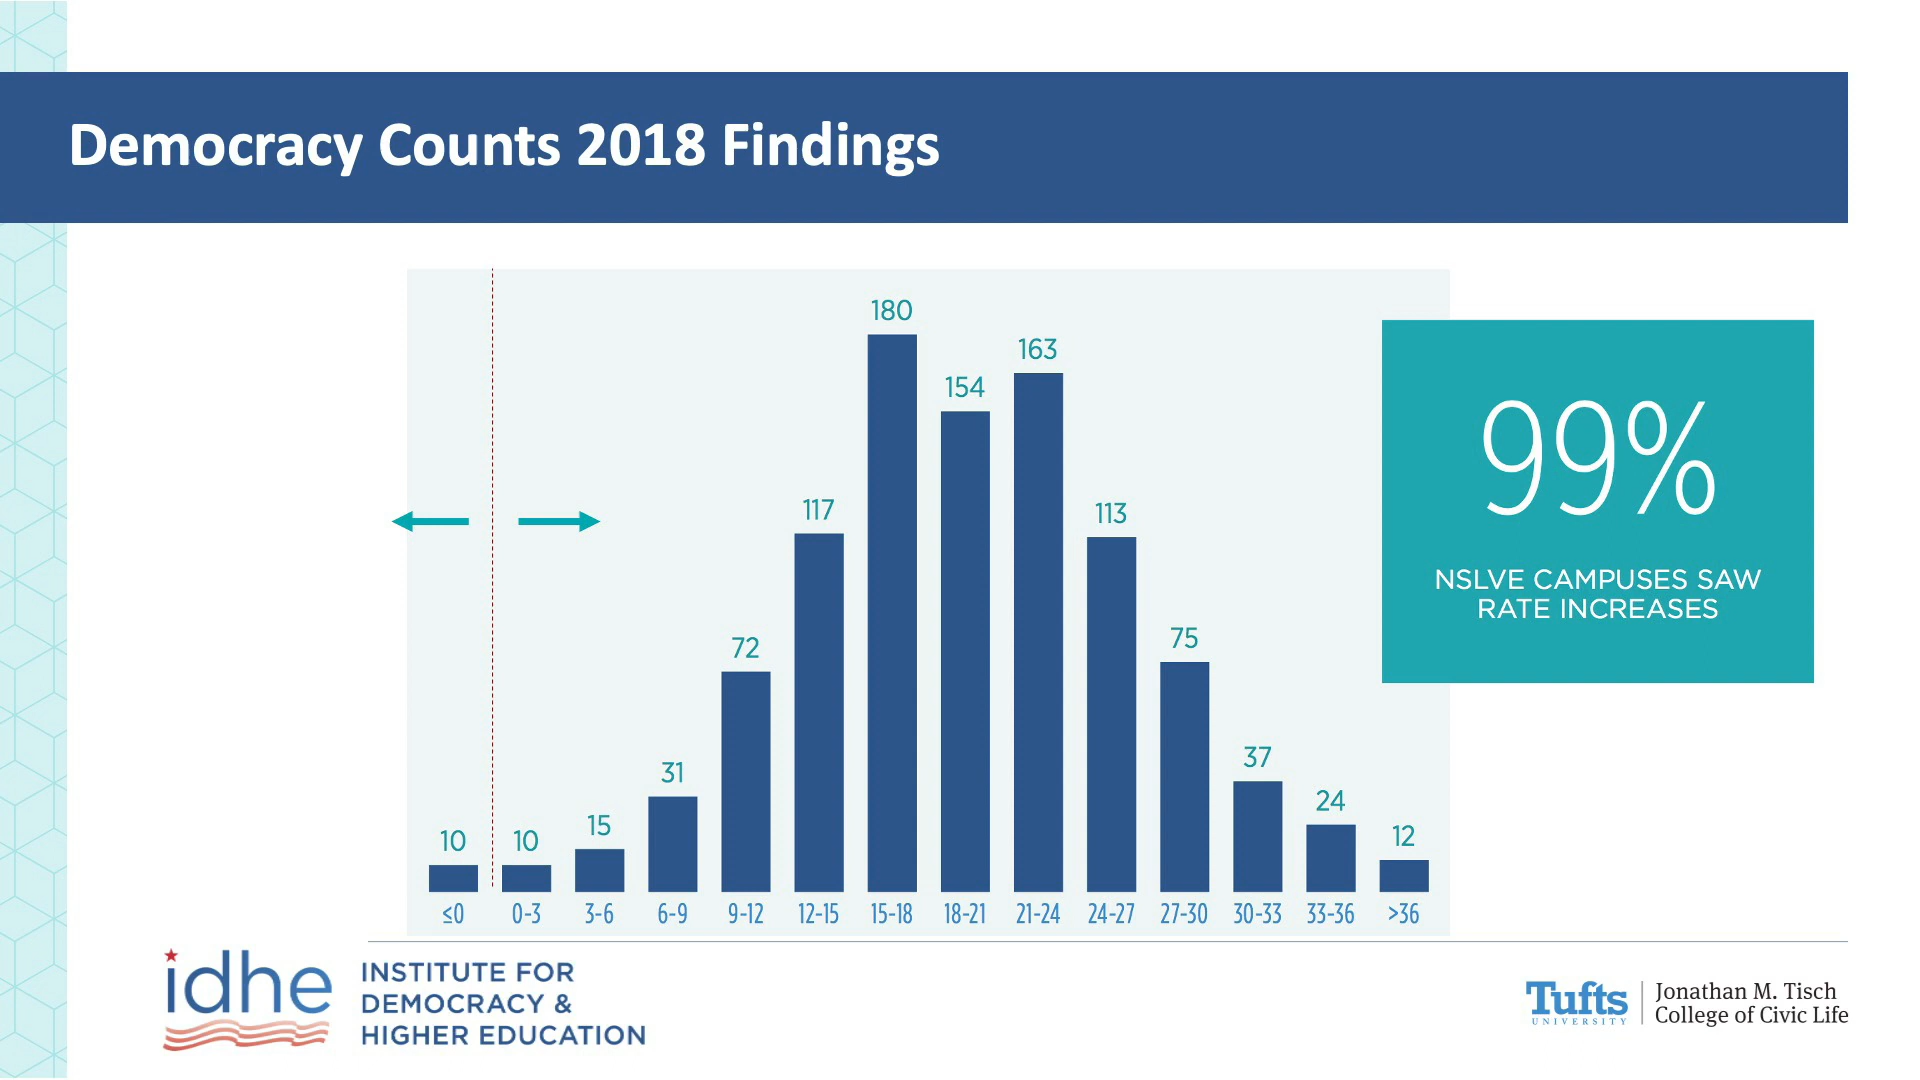 Democracy Counts 2018 Findings
180
163
154
117
113
72
75
31
37
24
10
10
15
12
≤0 0-3 3-6 6-9 9-12 12-15 15-18 18-21 21-24 24-27 27-30 30-33 33-36 >36
99%
NSLVE CAMPUSES SAW
RATE INCREASES
idhe
INSTITUTE FOR
DEMOCRACY &
HIGHER EDUCATION
Tufts
UNIVERSITY
Jonathan M. Tisch
College of Civic Life